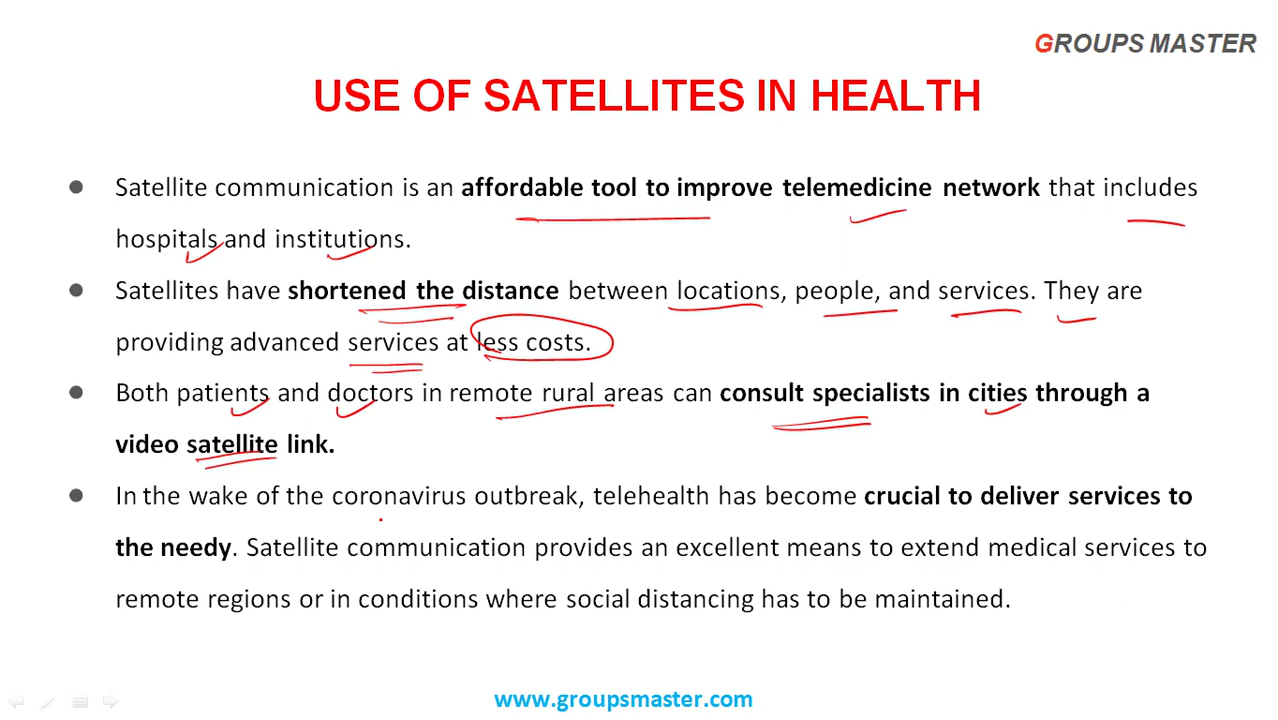 GROUPS MASTER
USE OF SATELLITES IN HEALTH
● Satellite communication is an affordable tool to improve telemedicine network that includes
hospitals and institutions.
● Satellites have shortened the distance between locations, people, and services. They are
providing advanced services at less costs.
● Both patients and doctors in remote rural areas can consult specialists in cities through a
video satellite link.
● In the wake of the coronavirus outbreak, telehealth has become crucial to deliver services to
the needy. Satellite communication provides an excellent means to extend medical services to
remote regions or in conditions where social distancing has to be maintained.
www.groupsmaster.com